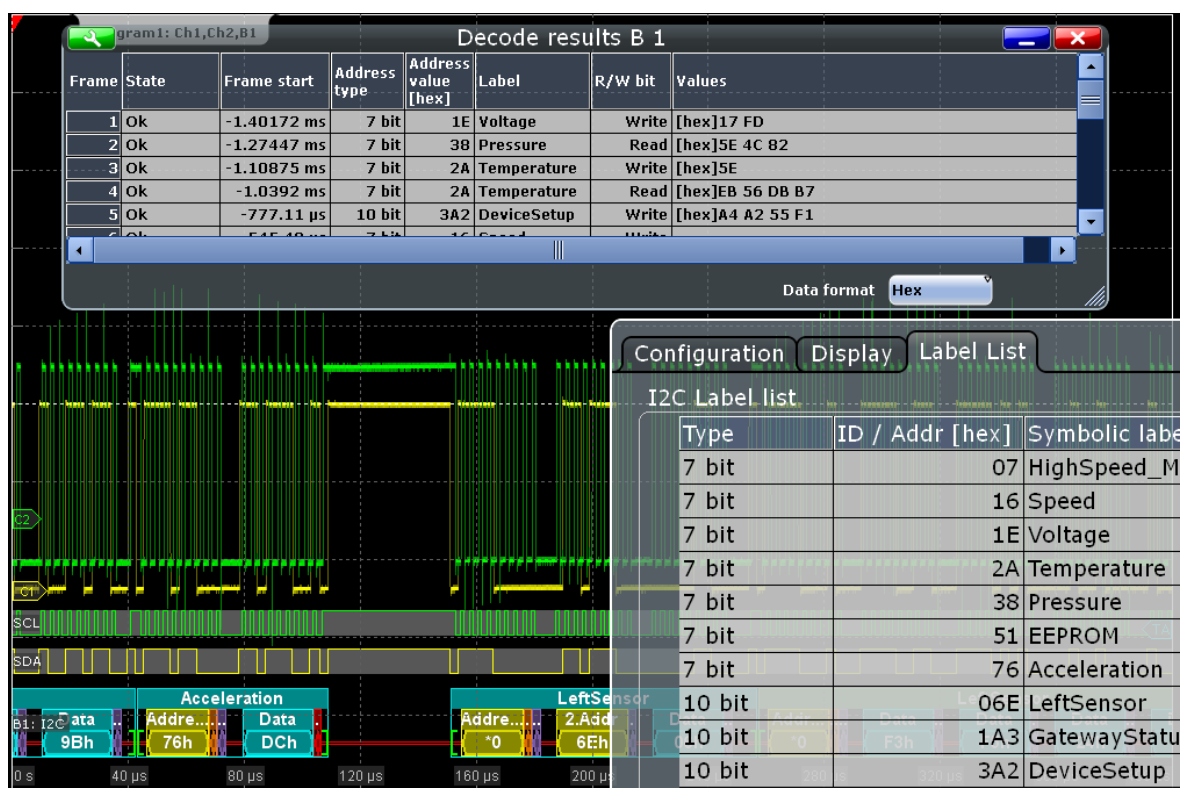 gram1: Ch1,Ch2,B1
Decode results B 1
Frame State Frame start Address type Address value [hex] Label R/W bit Values
1 Ok -1.40172 ms 7 bit 1E Voltage Write [hex]17 FD
2 Ok -1.27447 ms 7 bit 38 Pressure Read [hex]5E 4C 82
3 Ok -1.10875 ms 7 bit 2A Temperature Write [hex]5E
4 Ok -1.0392 ms 7 bit 2A Temperature Read [hex]EB 56 DB B7
5 Ok -777.11 µs 10 bit 3A2 DeviceSetup Write [hex]A4 A2 55 F1
Data format Hex
Configuration Display Label List
I2C Label list
Type ID / Addr [hex] Symbolic labe
7 bit 07 HighSpeed_M
7 bit 16 Speed
7 bit 1E Voltage
7 bit 2A Temperature
7 bit 38 Pressure
7 bit 51 EEPROM
7 bit 76 Acceleration
10 bit 06E LeftSensor
10 bit 1A3 GatewayStatu
10 bit 3A2 DeviceSetup
C2
C1
SCL
SDA
Acceleration LeftSensor
B1: I2C ata Addre... Data Addre... 2.Addr
9Bh 76h DCh "0 6Eh
0 s 40 µs 80 µs 120 µs 160 µs 200 µs